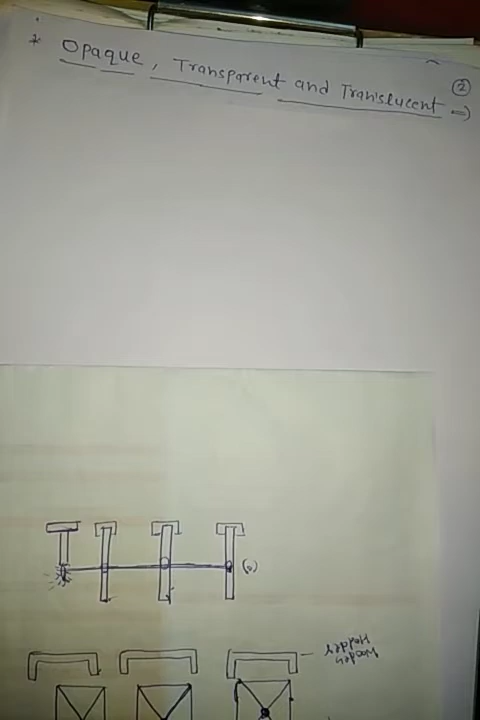 * Opaque, Transparent and Translucent ⇒
②
(a)
wooden
Holder